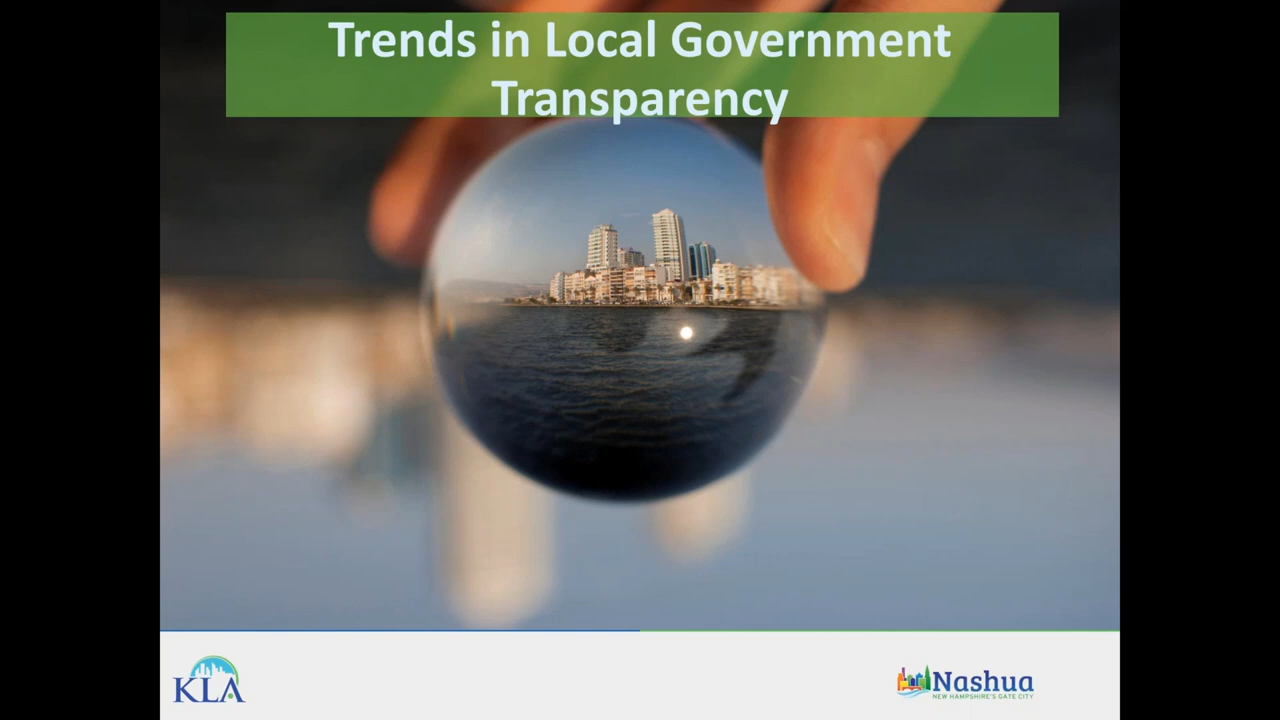 Trends in Local Government
Transparency
KLA
Nashua
NEW HAMPSHIRE'S GATE CITY